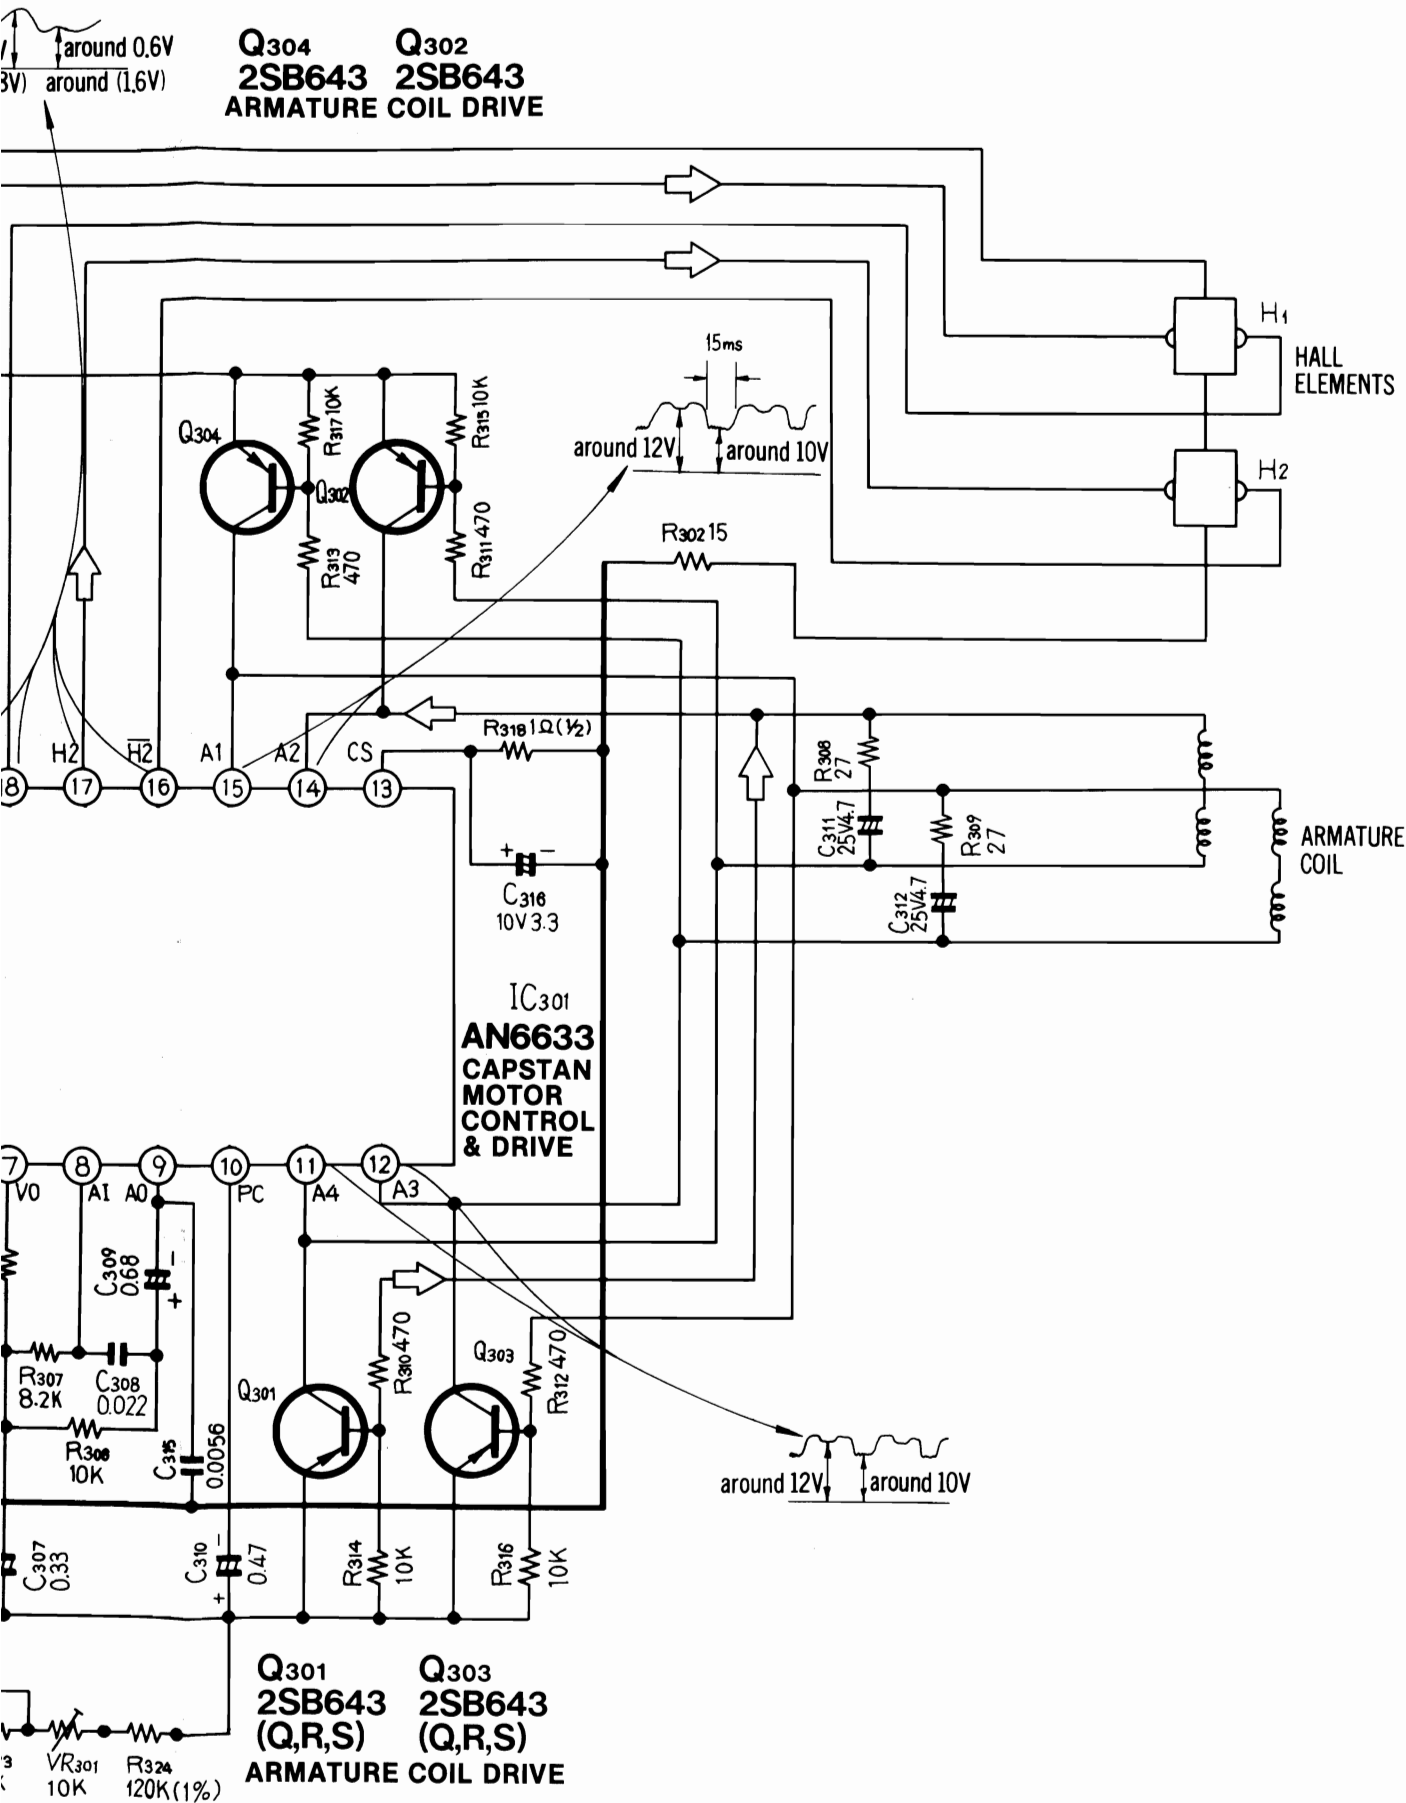 around 0.6V
3V) around (1.6V)
Q304 Q302
2SB643 2SB643
ARMATURE COIL DRIVE
H1
HALL
ELEMENTS
H2
15ms
around 12V around 10V
Q304
R317 10K
Q302
R315 10K
R313
470
R311 470
R302 15
R318 1Ω(½)
18 H2 17 H2 16 A1 15 A2 14 CS 13
+ -
C316
10V 3.3
R308
27
C311
25V4.7
R309
27
C312
25V4.7
ARMATURE
COIL
IC301
AN6633
CAPSTAN
MOTOR
CONTROL
& DRIVE
7 8 9 10 11 12
VO AI AO PC A4 A3
C309
0.68
-
+
R307
8.2K
C308
0.022
R306
10K
C315
0.0056
Q301
R310 470
Q303
R312 470
around 12V around 10V
C307
0.33
C310
0.47
-
+
R314
10K
R316
10K
Q301 Q303
2SB643 2SB643
(Q,R,S) (Q,R,S)
ARMATURE COIL DRIVE
VR301
10K
R324
120K(1%)